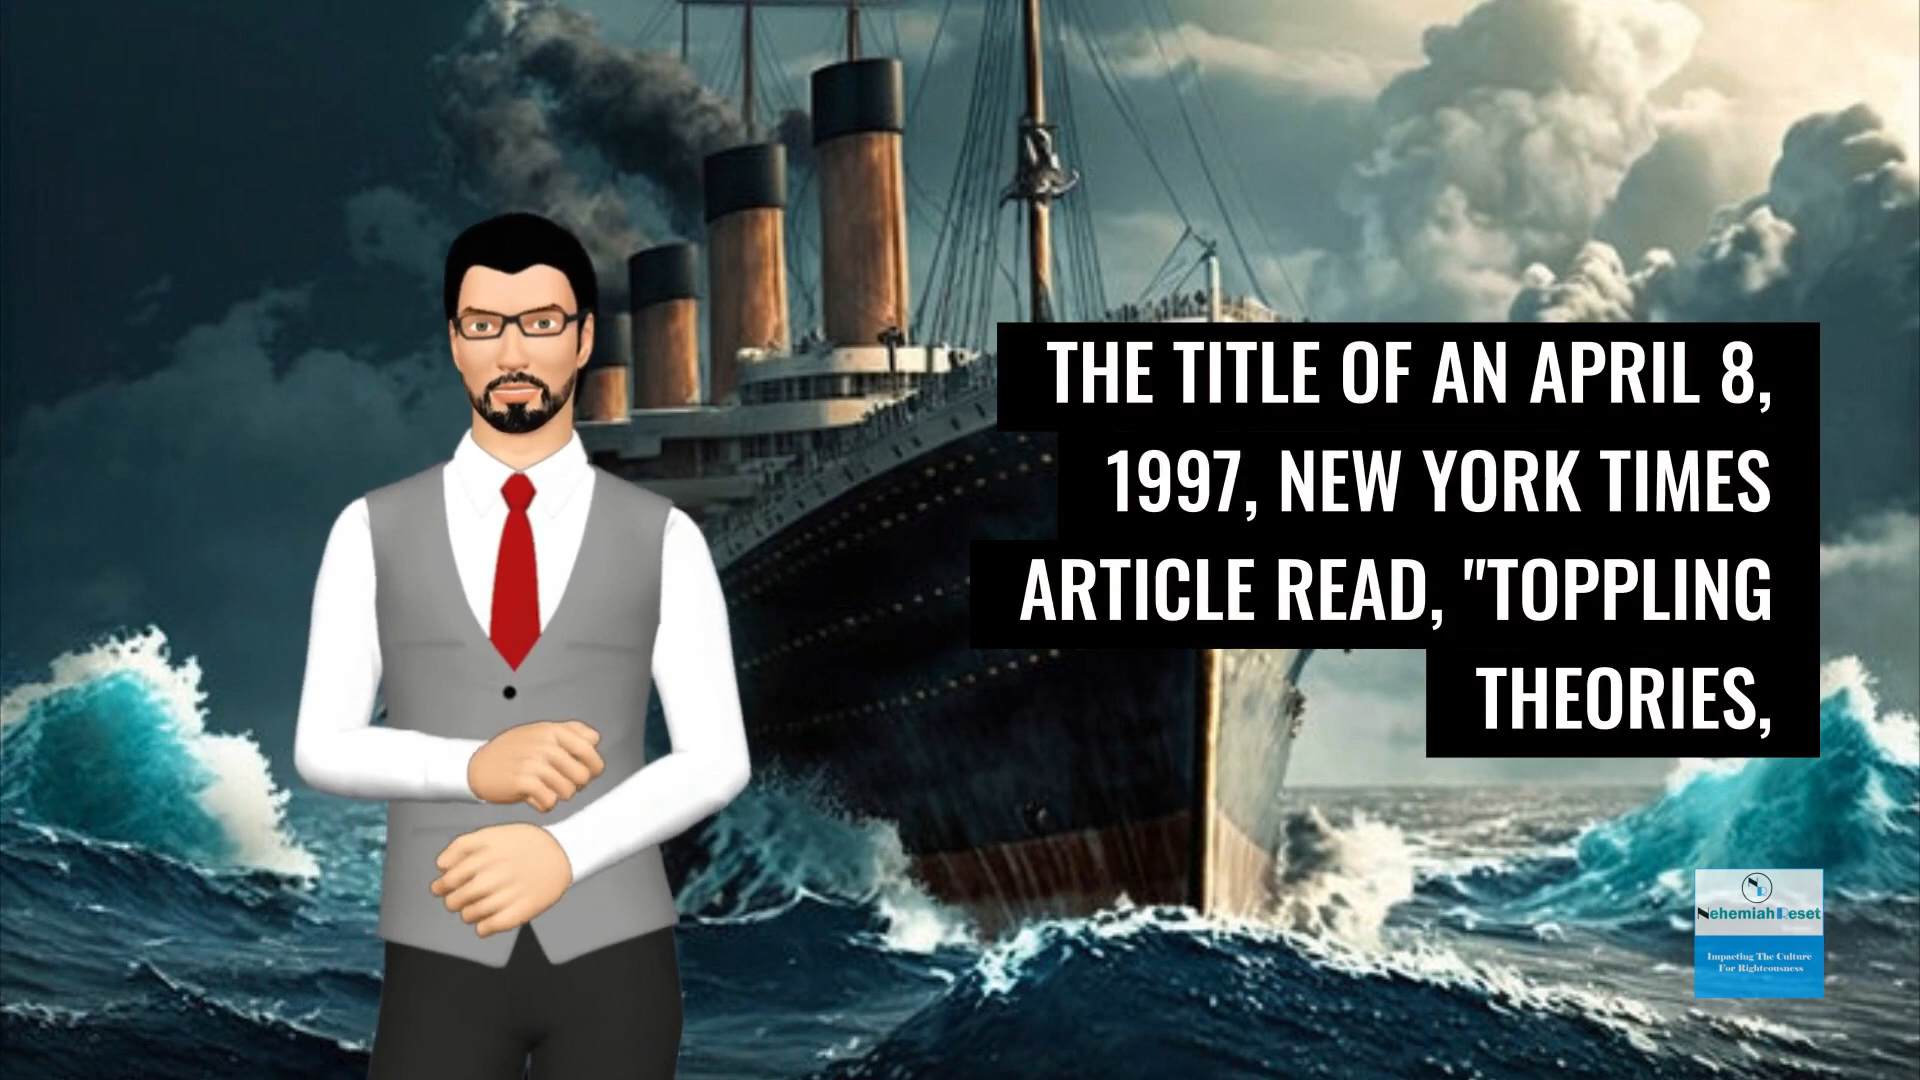 THE TITLE OF AN APRIL 8,
1997, NEW YORK TIMES
ARTICLE READ, "TOPPLING
THEORIES,
NehemiahReset
Impacting The Culture
For Righteousness